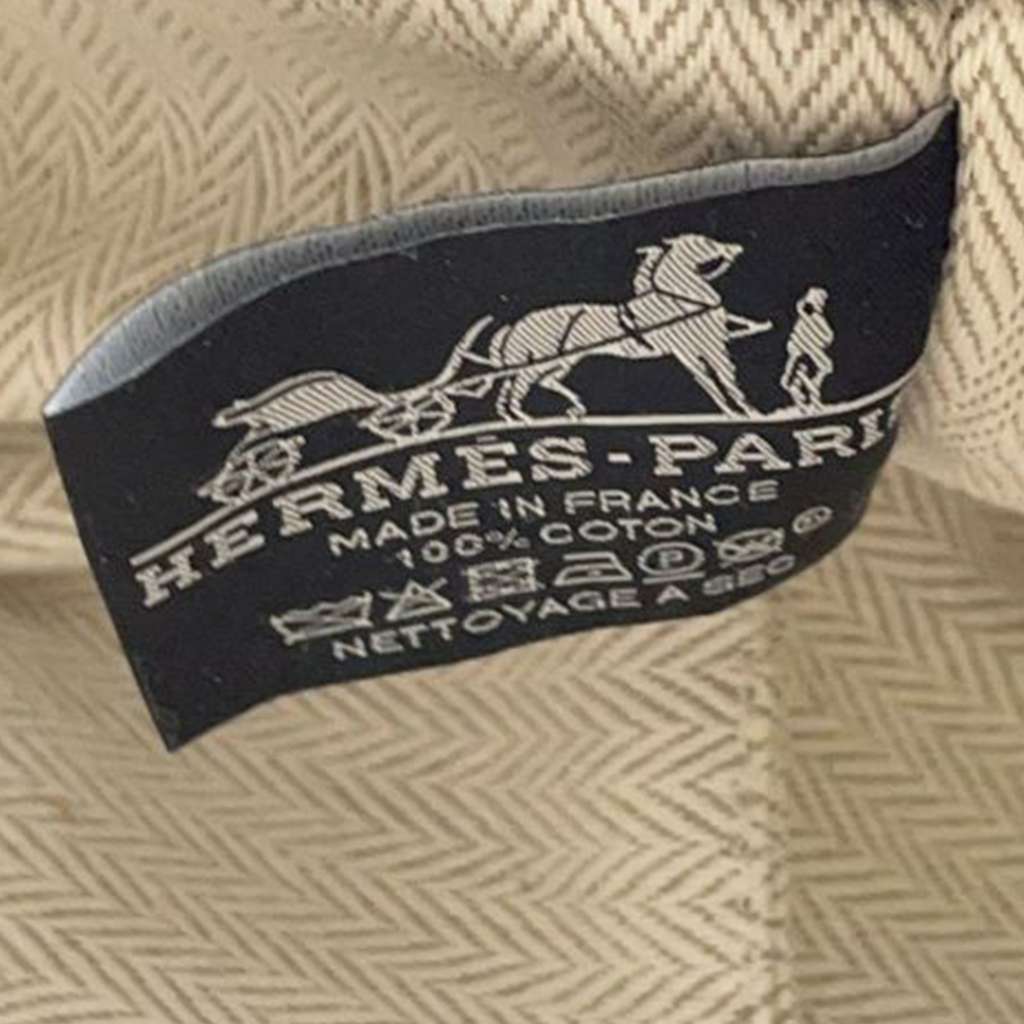 HERMÈS-PARIS
MADE IN FRANCE
100% COTON
P
NETTOYAGE A SEC